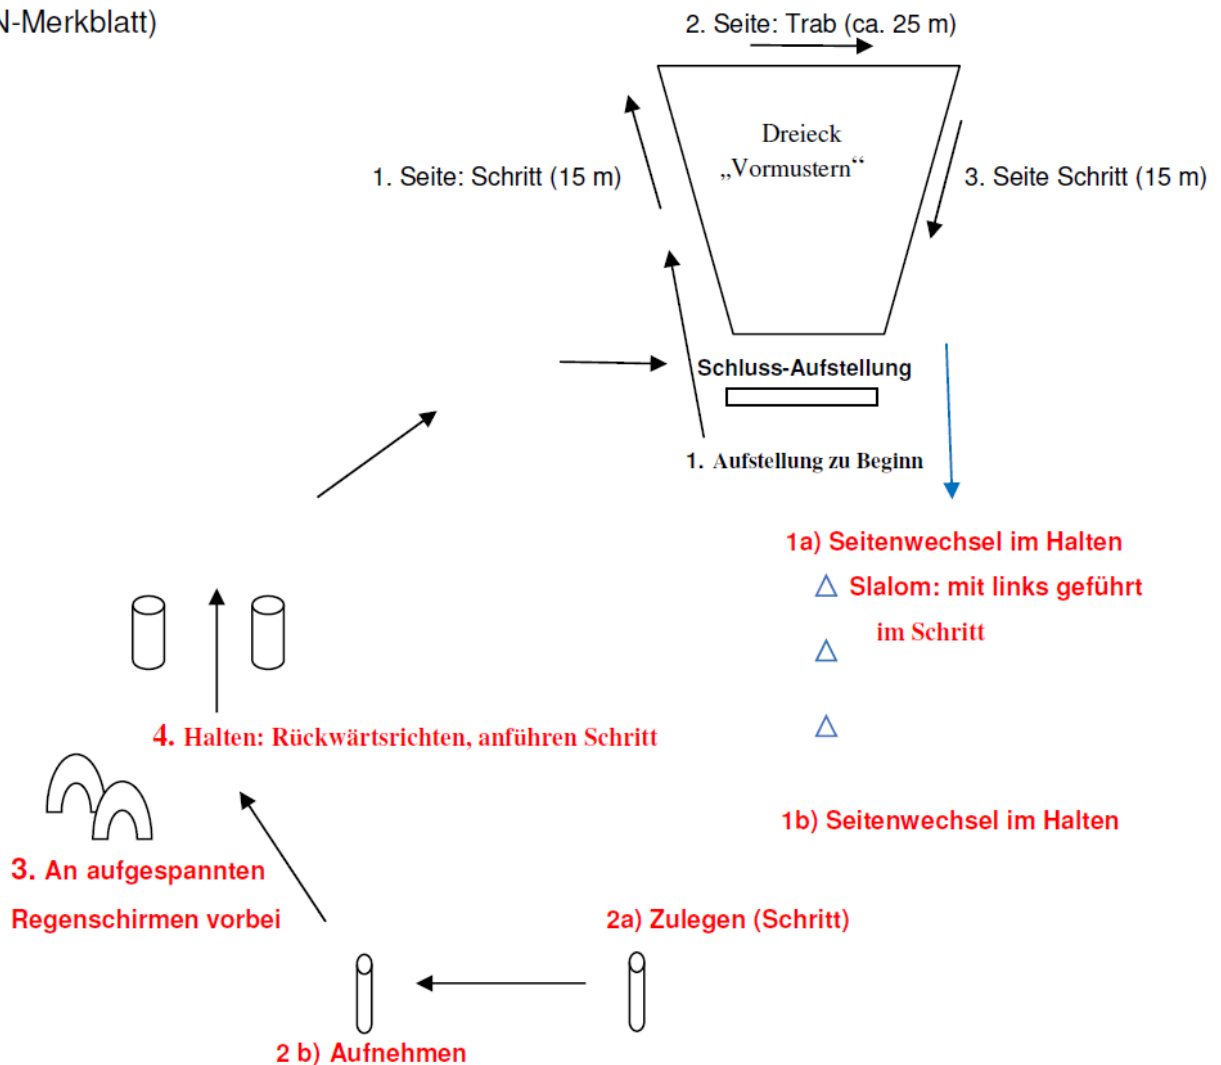 N-Merkblatt)
2. Seite: Trab (ca. 25 m)
Dreieck
„Vormustern“
1. Seite: Schritt (15 m)
3. Seite Schritt (15 m)
Schluss-Aufstellung
1. Aufstellung zu Beginn
1a) Seitenwechsel im Halten
Slalom: mit links geführt
im Schritt
4. Halten: Rückwärtsrichten, anführen Schritt
1b) Seitenwechsel im Halten
3. An aufgespannten
Regenschirmen vorbei
2a) Zulegen (Schritt)
2 b) Aufnehmen